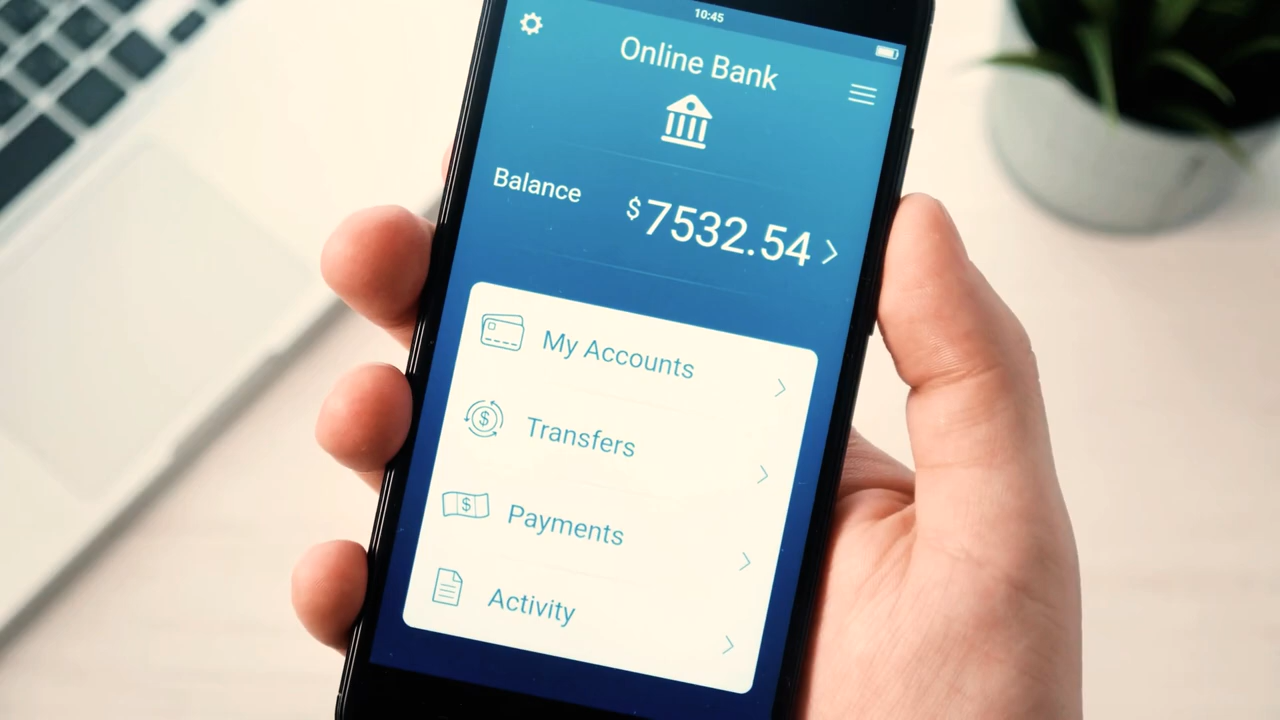 10:45
Online Bank
Balance $7532.54
My Accounts
Transfers
$
Payments
$
Activity